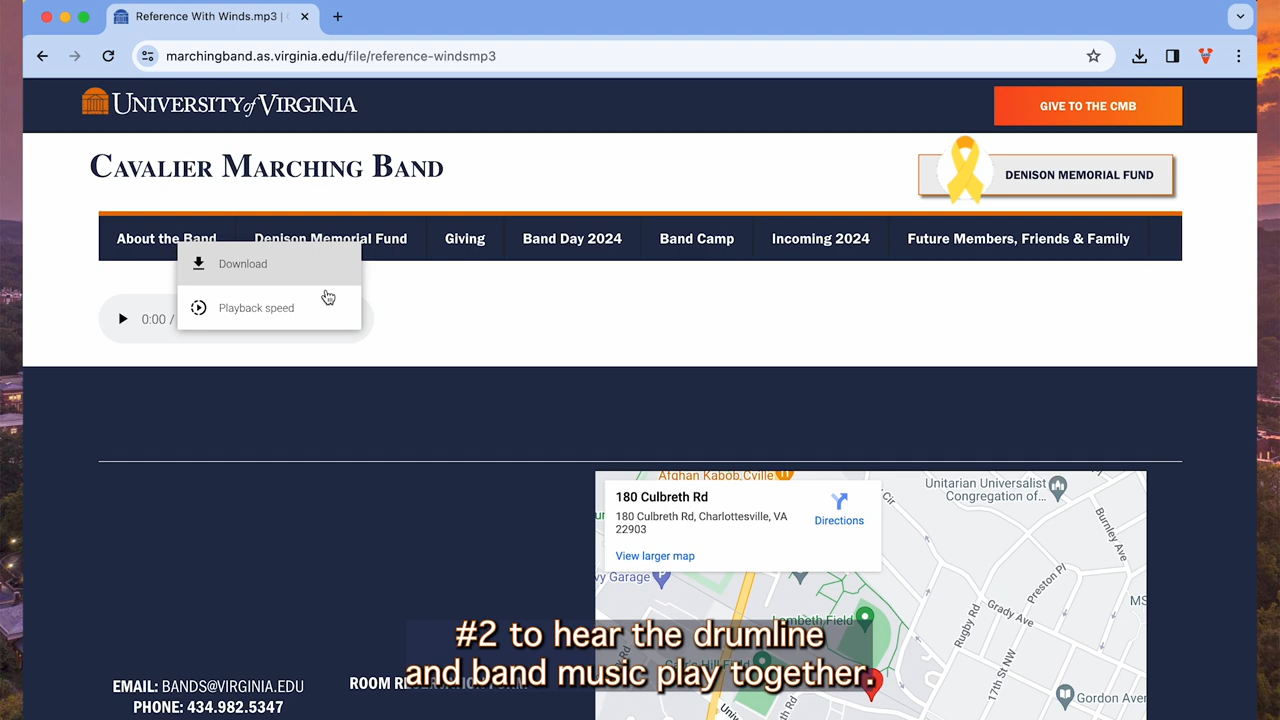 Reference With Winds.mp3 |
marchingband.as.virginia.edu/file/reference-windsmp3
UNIVERSITY of VIRGINIA
GIVE TO THE CMB
CAVALIER MARCHING BAND
DENISON MEMORIAL FUND
About the Band
Denison Memorial Fund
Giving
Band Day 2024
Band Camp
Incoming 2024
Future Members, Friends & Family
Download
Playback speed
0:00 /
Afghan Kabob Cville
180 Culbreth Rd
180 Culbreth Rd, Charlottesville, VA
22903
Directions
View larger map
Unitarian Universalist
Congregation of...
Cir
Burnley Ave
Preston Pl
Grady Ave
Rugby Rd
17th St NW
Lambeth Field
Gordon Aver
#2 to hear the drumline
and band music play together.
EMAIL: BANDS@VIRGINIA.EDU
PHONE: 434.982.5347